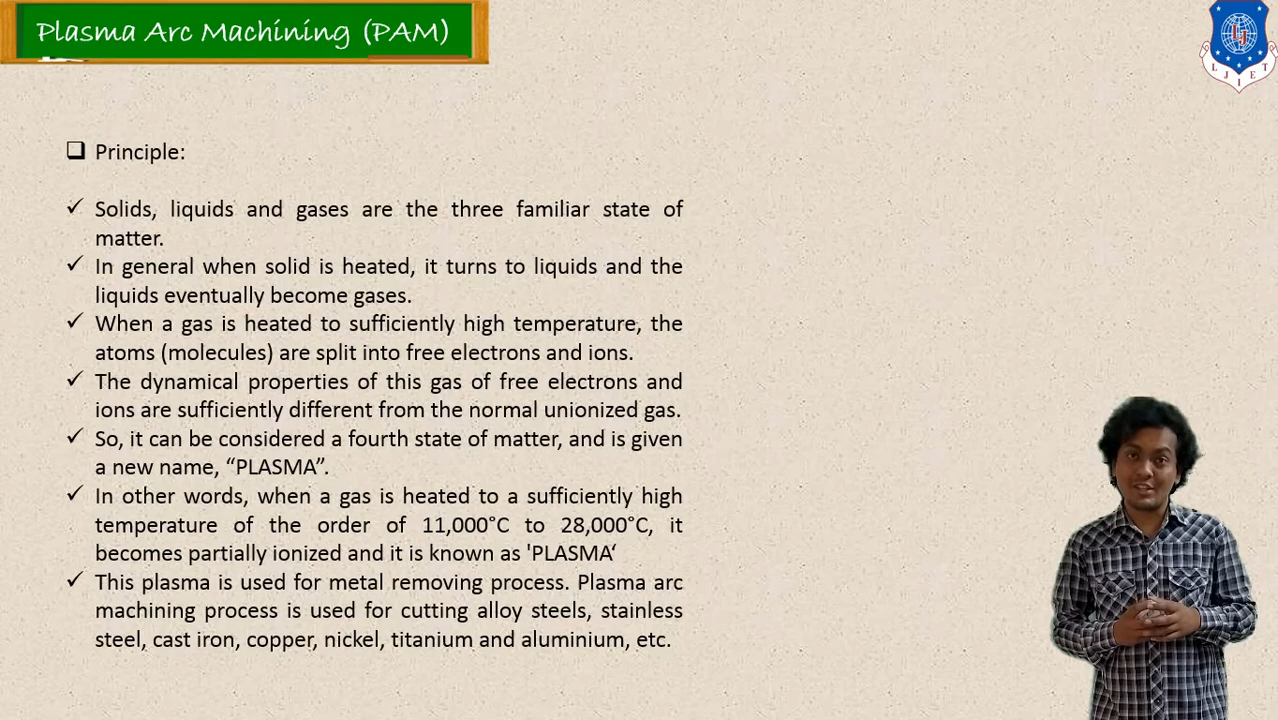 Plasma Arc Machining (PAM)
L J I E T
Principle:
Solids, liquids and gases are the three familiar state of
matter.
In general when solid is heated, it turns to liquids and the
liquids eventually become gases.
When a gas is heated to sufficiently high temperature, the
atoms (molecules) are split into free electrons and ions.
The dynamical properties of this gas of free electrons and
ions are sufficiently different from the normal unionized gas.
So, it can be considered a fourth state of matter, and is given
a new name, “PLASMA”.
In other words, when a gas is heated to a sufficiently high
temperature of the order of 11,000°C to 28,000°C, it
becomes partially ionized and it is known as 'PLASMA‘
This plasma is used for metal removing process. Plasma arc
machining process is used for cutting alloy steels, stainless
steel, cast iron, copper, nickel, titanium and aluminium, etc.